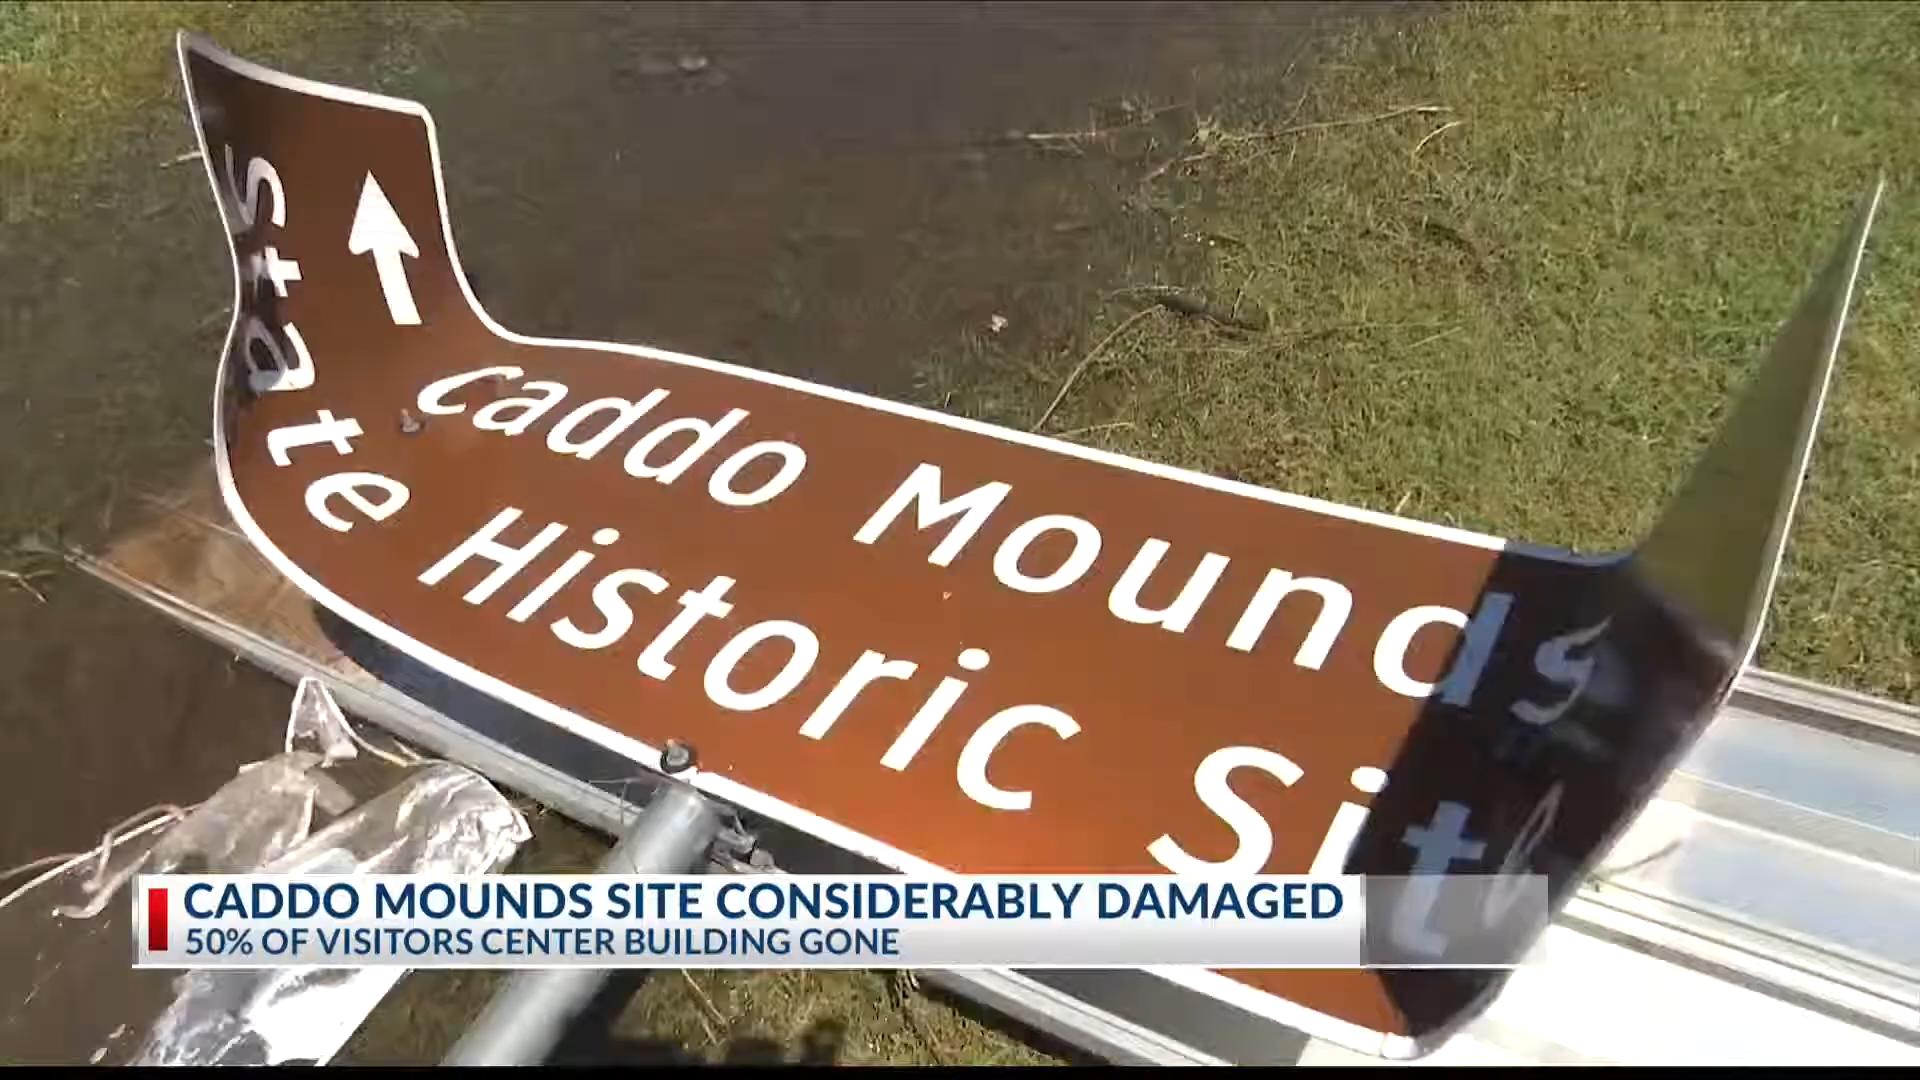 Caddo Mounds
State Historic Site
CADDO MOUNDS SITE CONSIDERABLY DAMAGED
50% OF VISITORS CENTER BUILDING GONE